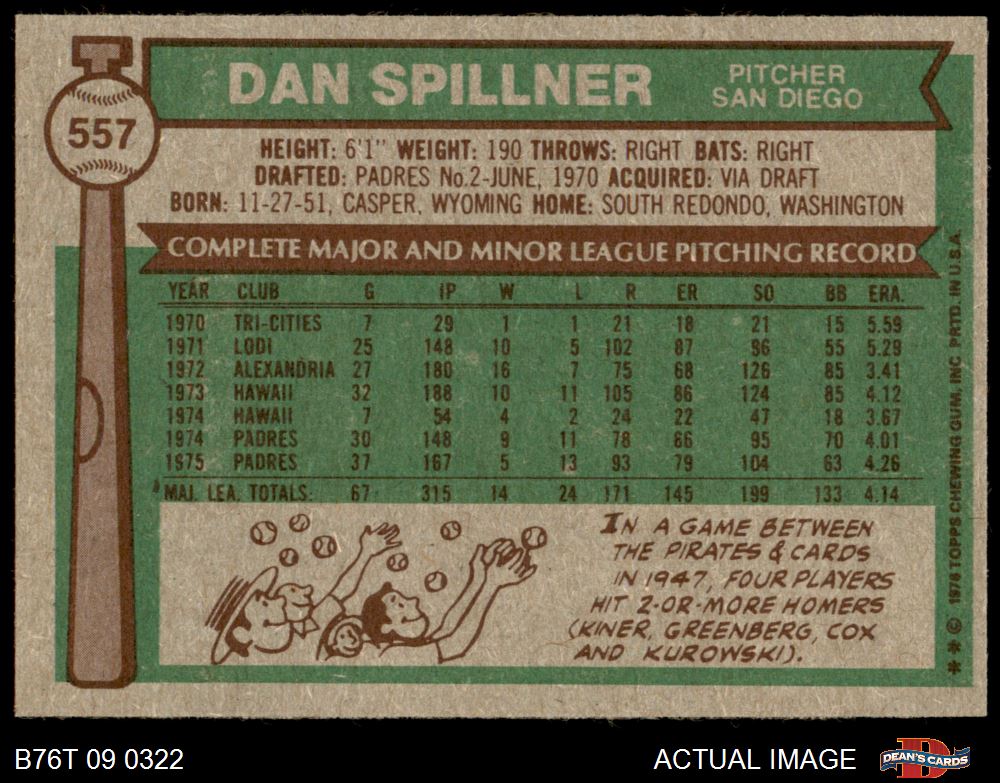 557
DAN SPILLNER
PITCHER
SAN DIEGO
HEIGHT: 6'1" WEIGHT: 190 THROWS: RIGHT BATS: RIGHT
DRAFTED: PADRES No.2-JUNE, 1970 ACQUIRED: VIA DRAFT
BORN: 11-27-51, CASPER, WYOMING HOME: SOUTH REDONDO, WASHINGTON
COMPLETE MAJOR AND MINOR LEAGUE PITCHING RECORD
YEAR CLUB G IP W L R ER SO BB ERA.
1970 TRI-CITIES 7 29 1 1 21 18 21 15 5.59
1971 LODI 25 148 10 5 102 87 96 55 5.29
1972 ALEXANDRIA 27 180 16 7 75 68 126 85 3.41
1973 HAWAII 32 188 10 11 105 86 124 85 4.12
1974 HAWAII 7 54 4 2 24 22 47 18 3.67
1974 PADRES 30 148 9 11 78 66 95 70 4.01
1975 PADRES 37 167 5 13 93 79 104 63 4.26
MAJ. LEA. TOTALS: 67 315 14 24 171 145 199 133 4.14
IN A GAME BETWEEN
THE PIRATES & CARDS
IN 1947, FOUR PLAYERS
HIT 2-OR-MORE HOMERS
(KINER, GREENBERG, COX
AND KUROWSKI).
** © 1976 TOPPS CHEWING GUM, INC. PRTD. IN U.S.A.
B76T 09 0322
ACTUAL IMAGE
DEAN'S CARDS